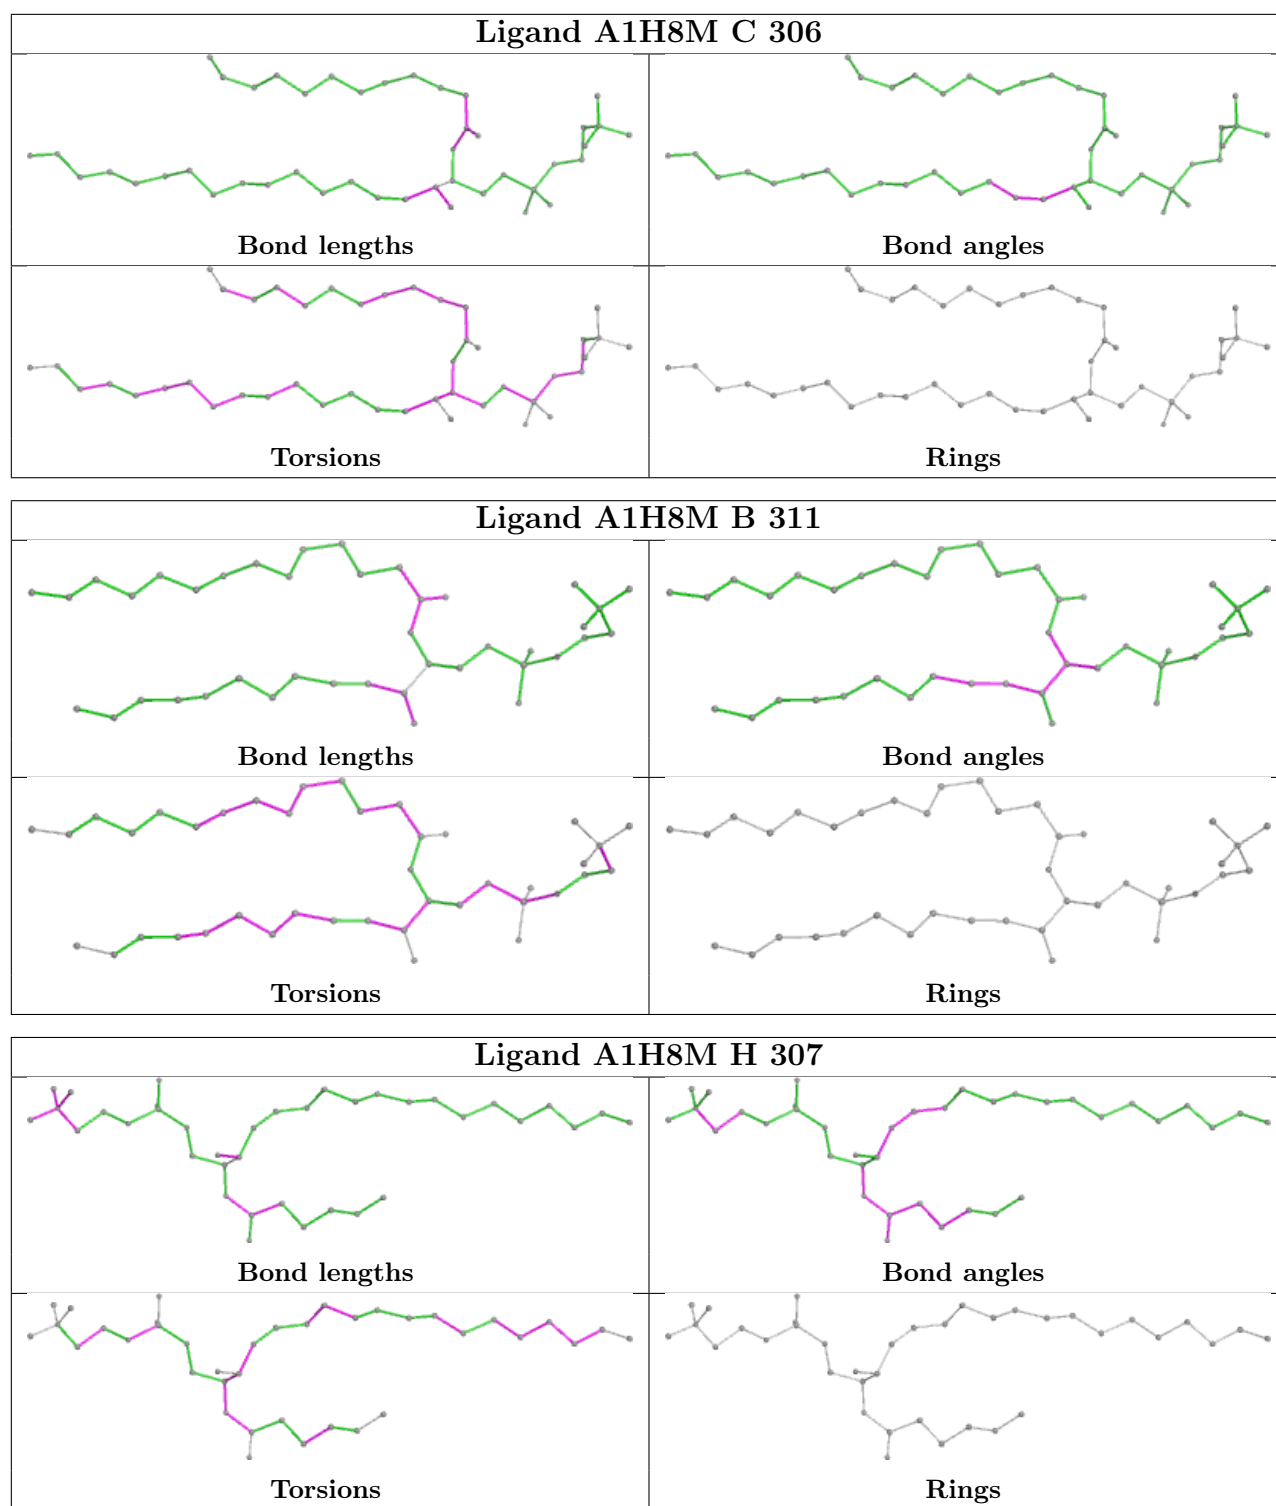 Ligand A1H8M C 306
Bond lengths
Bond angles
Torsions
Rings
Ligand A1H8M B 311
Bond lengths
Bond angles
Torsions
Rings
Ligand A1H8M H 307
Bond lengths
Bond angles
Torsions
Rings